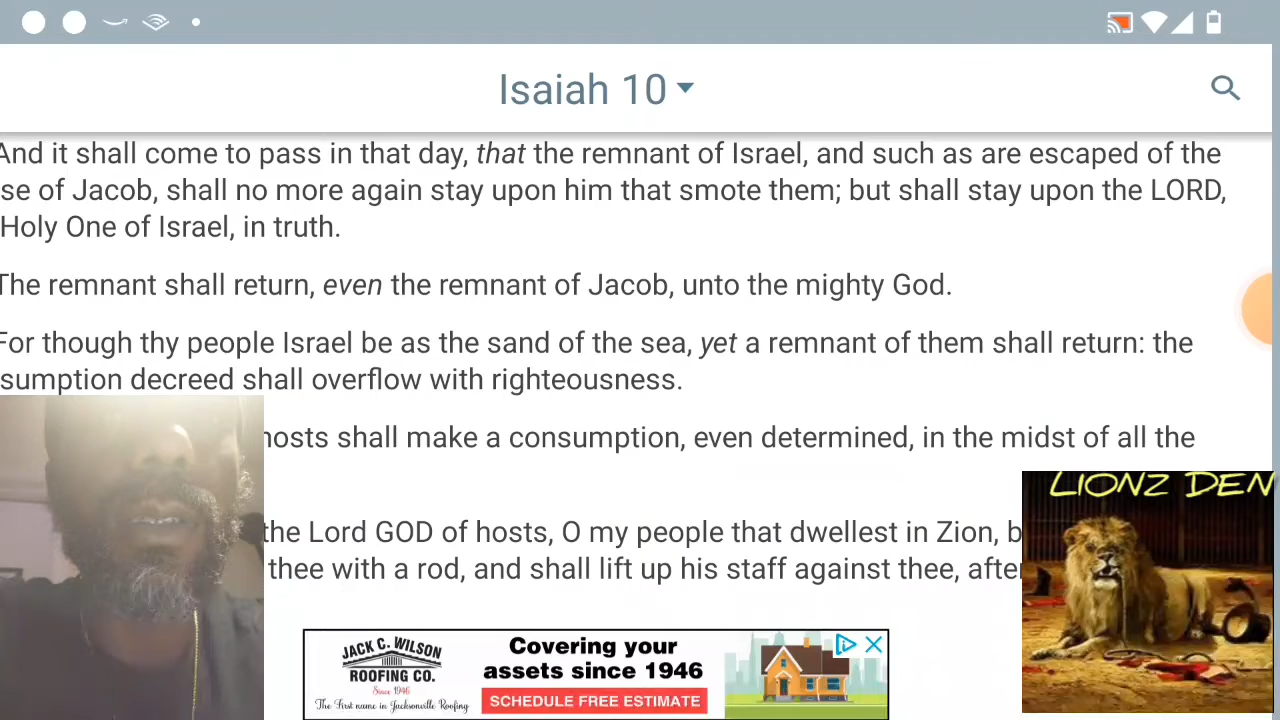 Isaiah 10
And it shall come to pass in that day, that the remnant of Israel, and such as are escaped of the
se of Jacob, shall no more again stay upon him that smote them; but shall stay upon the LORD,
Holy One of Israel, in truth.
The remnant shall return, even the remnant of Jacob, unto the mighty God.
For though thy people Israel be as the sand of the sea, yet a remnant of them shall return: the
sumption decreed shall overflow with righteousness.
hosts shall make a consumption, even determined, in the midst of all the
LIONZ DEN
the Lord GOD of hosts, O my people that dwellest in Zion, b
thee with a rod, and shall lift up his staff against thee, after
JACK C. WILSON
ROOFING CO.
Since 1946
The First name in Jacksonville Roofing
Covering your
assets since 1946
SCHEDULE FREE ESTIMATE